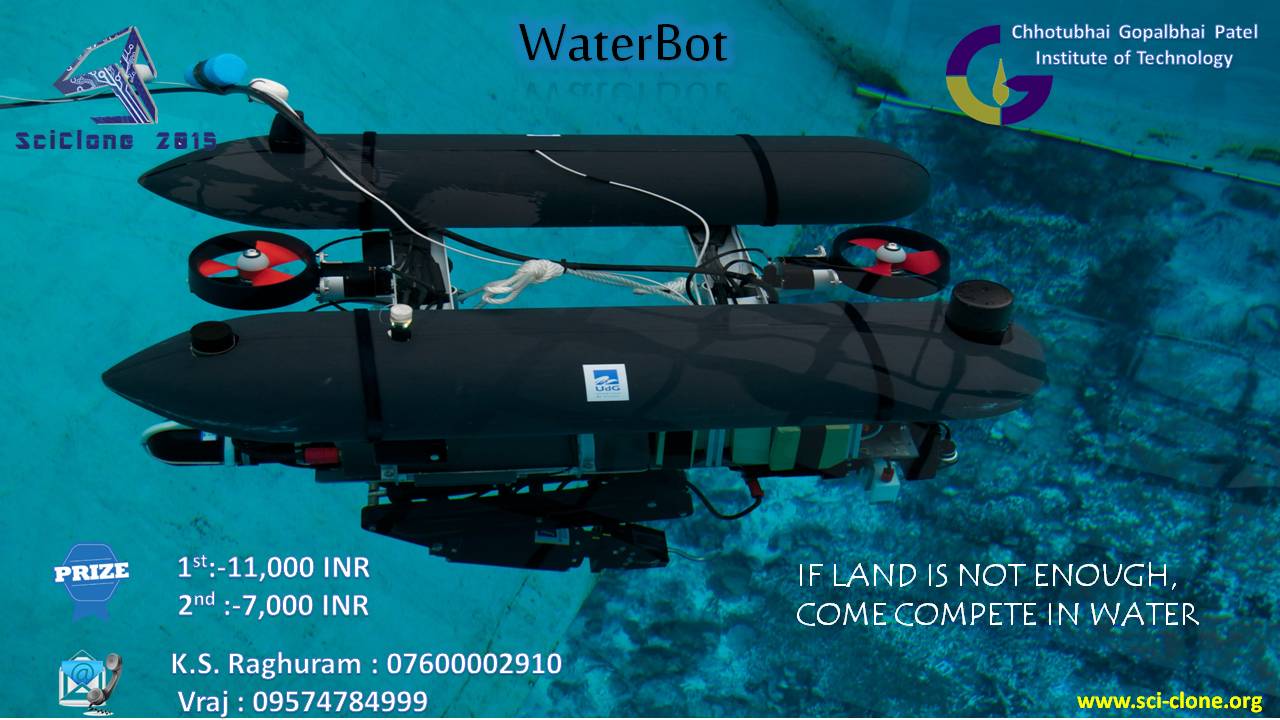 WaterBot
Chhotubhai Gopalbhai Patel
Institute of Technology
SciClone 2015
UdG
PRIZE
1st:-11,000 INR
2nd :-7,000 INR
IF LAND IS NOT ENOUGH,
COME COMPETE IN WATER
K.S. Raghuram : 07600002910
Vraj : 09574784999
www.sci-clone.org